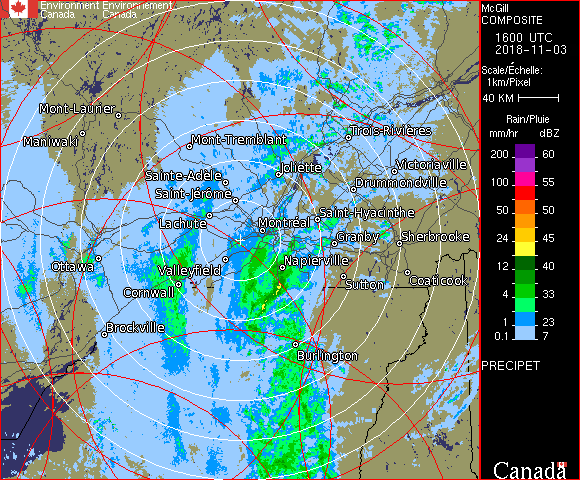 Environment Environnement
Canada Canada
McGill
COMPOSITE
1600 UTC
2018-11-03
Scale/Échelle:
1km/Pixel
40 KM
Rain/Pluie
mm/hr dBZ
200 60
100 55
50 50
24 45
12 40
4 33
1 23
0.1 7
PRECIPET
Canada
Mont-Laurier
Maniwaki
Mont-Tremblant
Trois-Rivières
Joliette
Victoriaville
Sainte-Adèle
Drummondville
Saint-Jérôme
Lachute
Saint-Hyacinthe
Montréal
Granby
Sherbrooke
Ottawa
Valleyfield
Napierville
Sutton
Coaticook
Cornwall
Brockville
Burlington